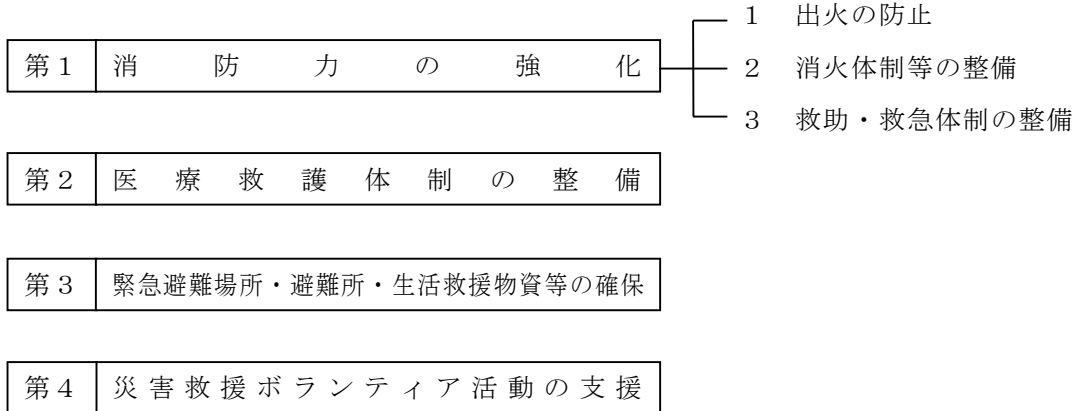 第１ 消防力の強化
１ 出火の防止
２ 消火体制等の整備
３ 救助・救急体制の整備
第２ 医療救護体制の整備
第３ 緊急避難場所・避難所・生活救援物資等の確保
第４ 災害救援ボランティア活動の支援